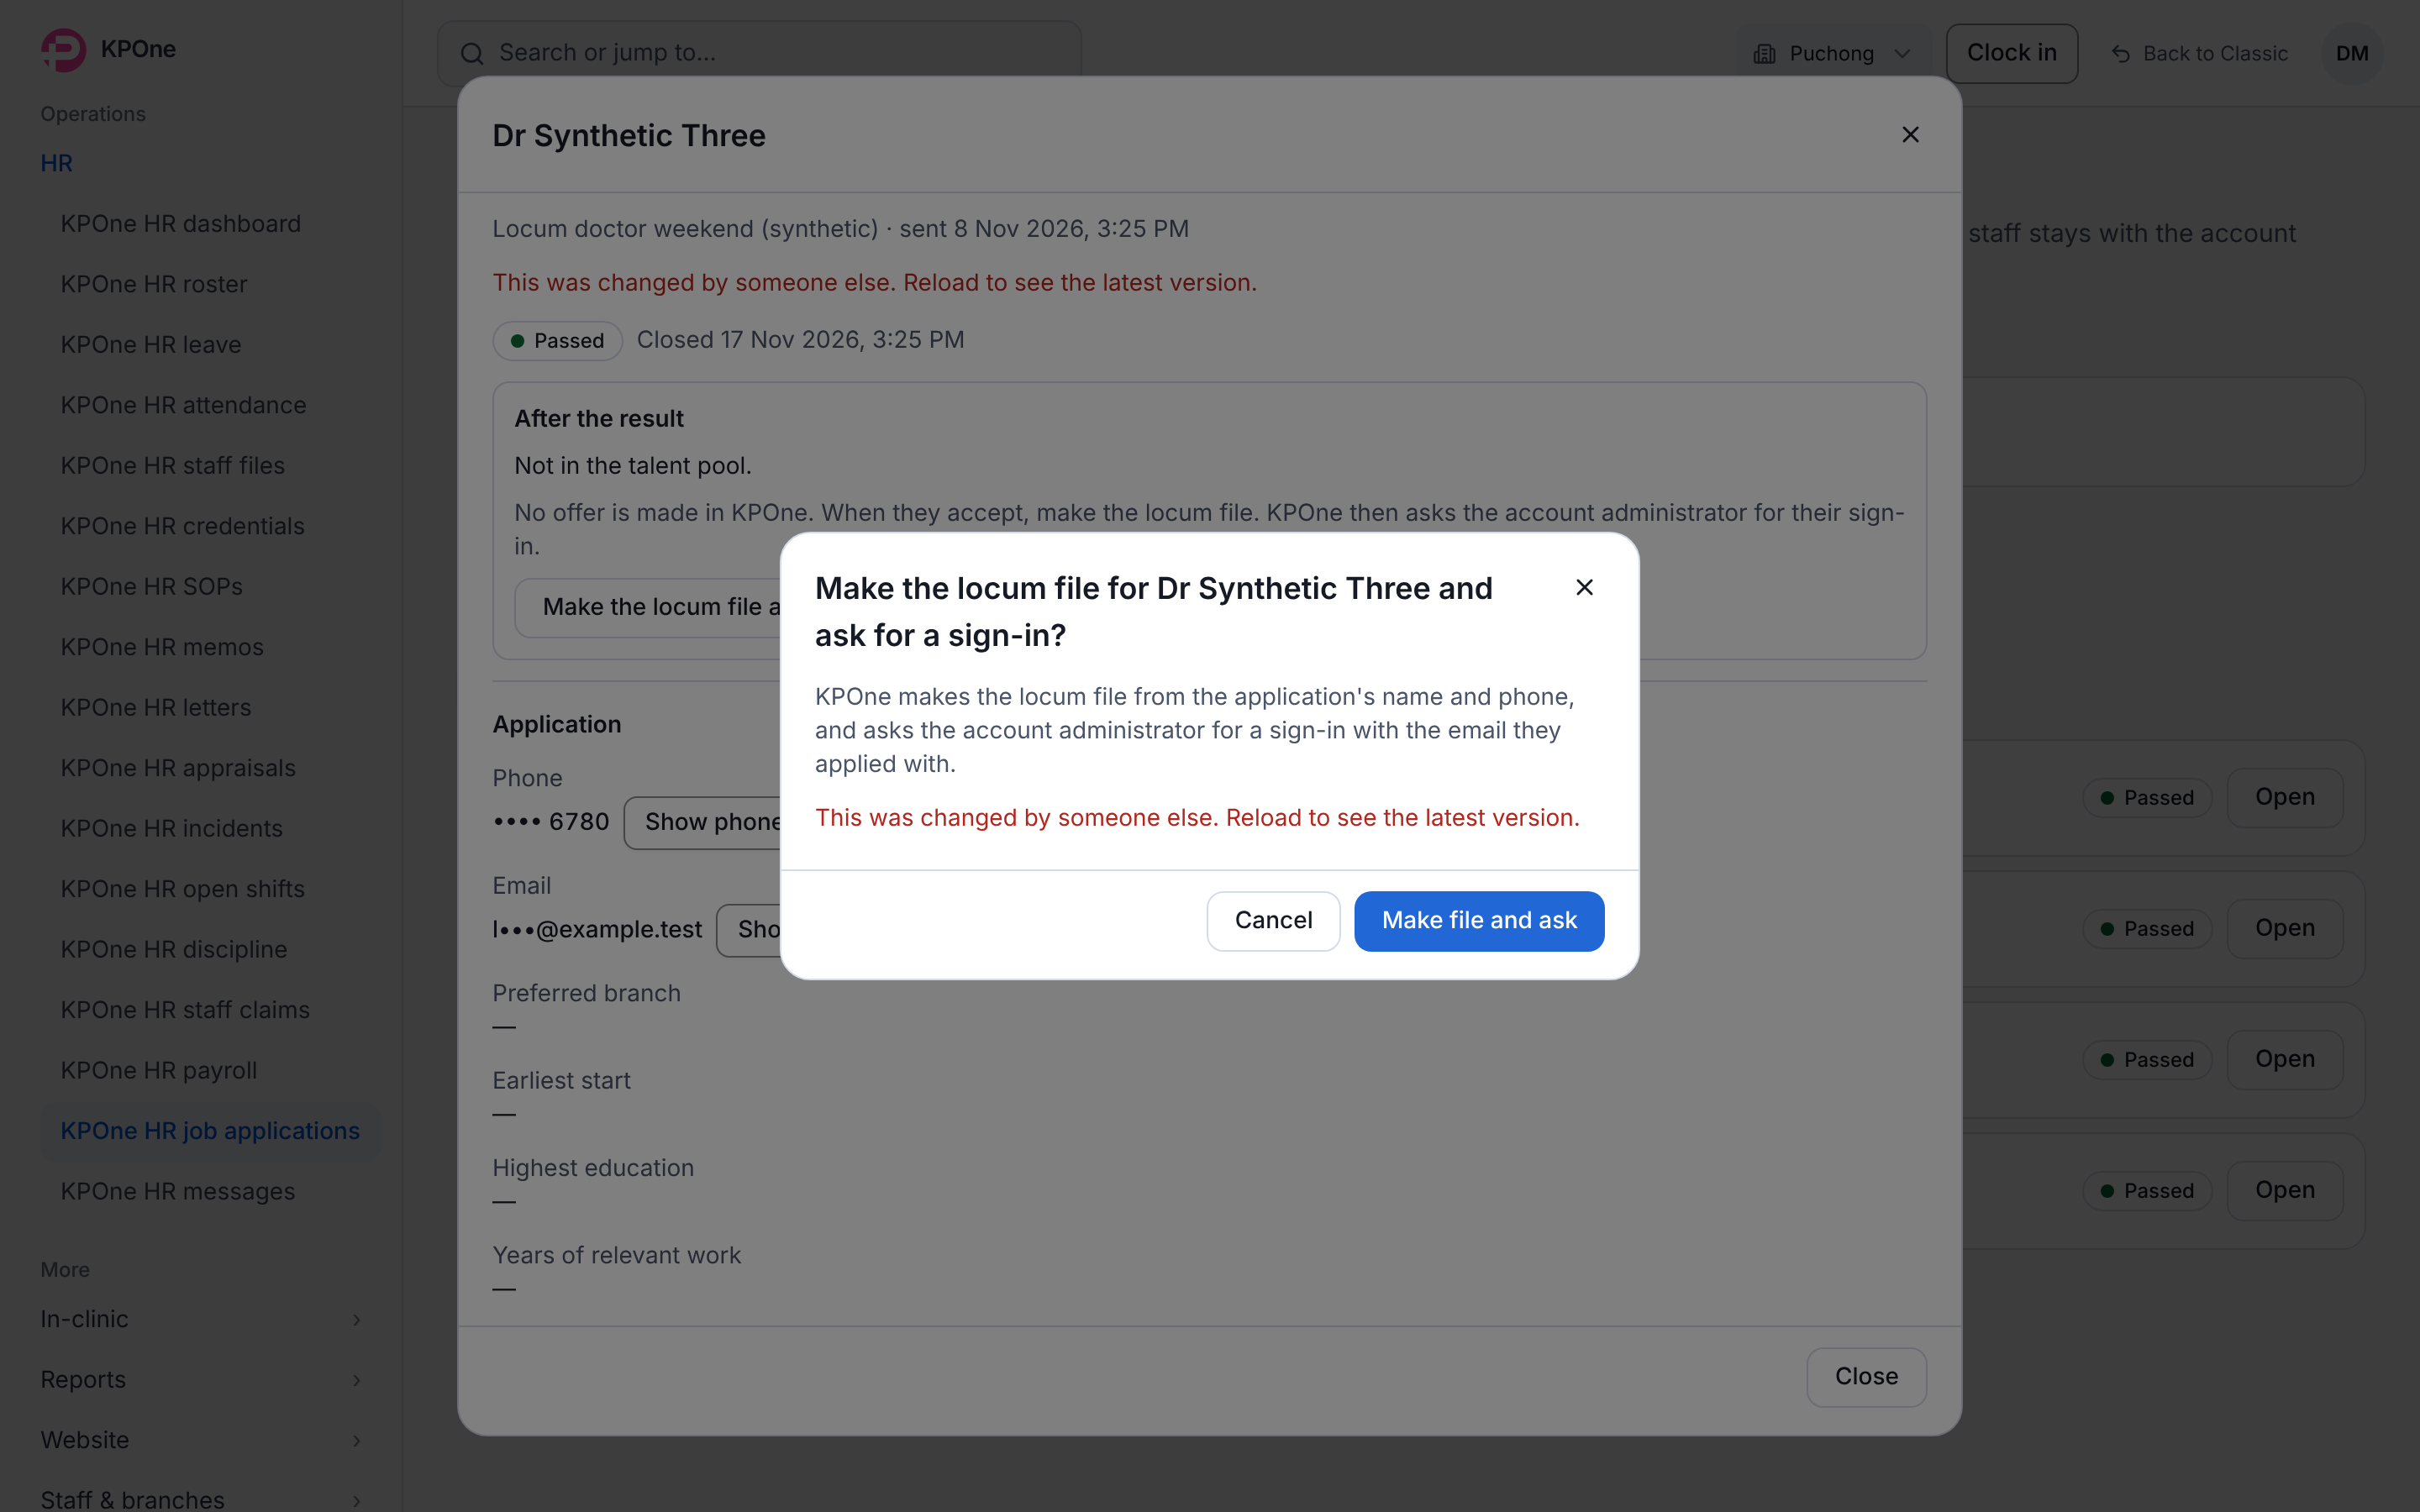 KPOne
Operations
HR
KPOne HR dashboard
KPOne HR roster
KPOne HR leave
KPOne HR attendance
KPOne HR staff files
KPOne HR credentials
KPOne HR SOPs
KPOne HR memos
KPOne HR letters
KPOne HR appraisals
KPOne HR incidents
KPOne HR open shifts
KPOne HR discipline
KPOne HR staff claims
KPOne HR payroll
KPOne HR job applications
KPOne HR messages
More
In-clinic
Reports
Website
Staff & branches
Search or jump to...
Puchong
Clock in
Back to Classic
DM
staff stays with the account
Dr Synthetic Three
Locum doctor weekend (synthetic) · sent 8 Nov 2026, 3:25 PM
This was changed by someone else. Reload to see the latest version.
Passed
Closed 17 Nov 2026, 3:25 PM
After the result
Not in the talent pool.
No offer is made in KPOne. When they accept, make the locum file. KPOne then asks the account administrator for their sign-
in.
Make the locum file a
Application
Phone
•••• 6780
Show phone
Email
l•••@example.test
Sho
Preferred branch
—
Earliest start
—
Highest education
—
Years of relevant work
—
Close
Make the locum file for Dr Synthetic Three and
ask for a sign-in?
KPOne makes the locum file from the application's name and phone,
and asks the account administrator for a sign-in with the email they
applied with.
This was changed by someone else. Reload to see the latest version.
Cancel
Make file and ask
Passed
Open
Passed
Open
Passed
Open
Passed
Open